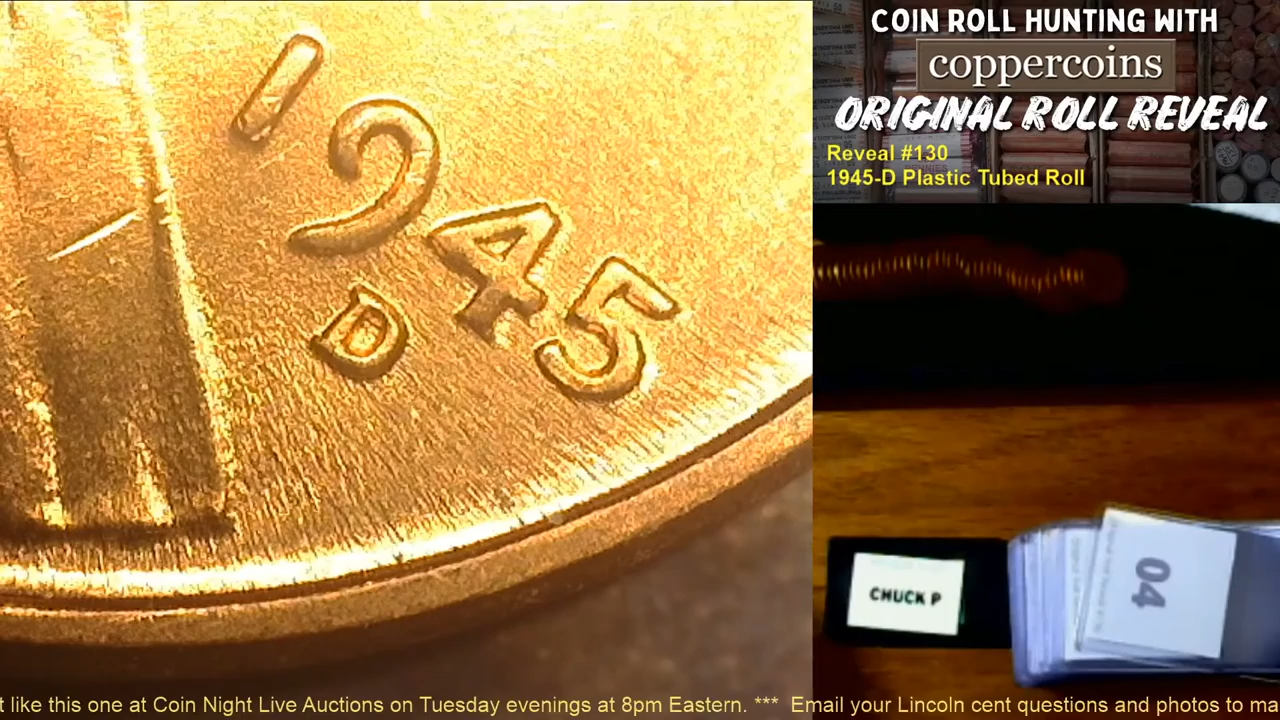 1945
D
COIN ROLL HUNTING WITH
coppercoins
ORIGINAL ROLL REVEAL
Reveal #130
1945-D Plastic Tubed Roll
CHUCK P
04
t like this one at Coin Night Live Auctions on Tuesday evenings at 8pm Eastern. *** Email your Lincoln cent questions and photos to ma